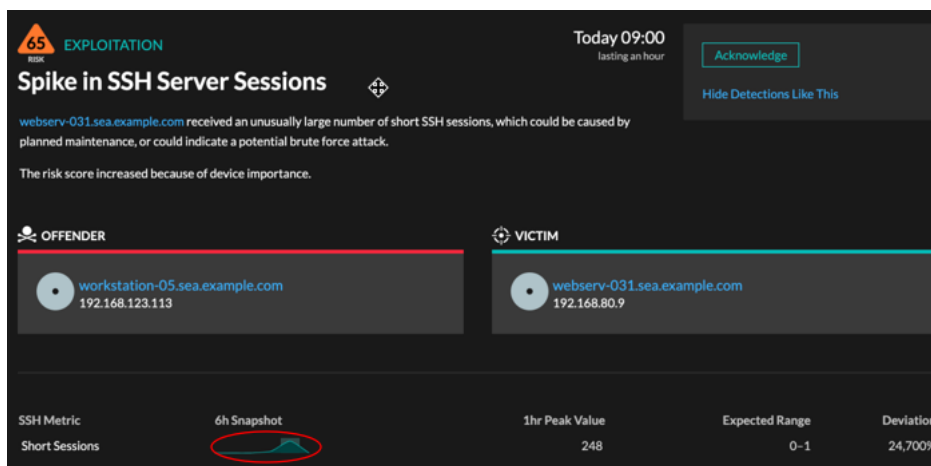 65 EXPLOITATION
RISK
Spike in SSH Server Sessions
Today 09:00
lasting an hour
Acknowledge
Hide Detections Like This
webserv-031.sea.example.com received an unusually large number of short SSH sessions, which could be caused by
planned maintenance, or could indicate a potential brute force attack.
The risk score increased because of device importance.
OFFENDER
workstation-05.sea.example.com
192.168.123.113
VICTIM
webserv-031.sea.example.com
192.168.80.9
SSH Metric 6h Snapshot 1hr Peak Value Expected Range Deviation
Short Sessions 248 0–1 24,700%